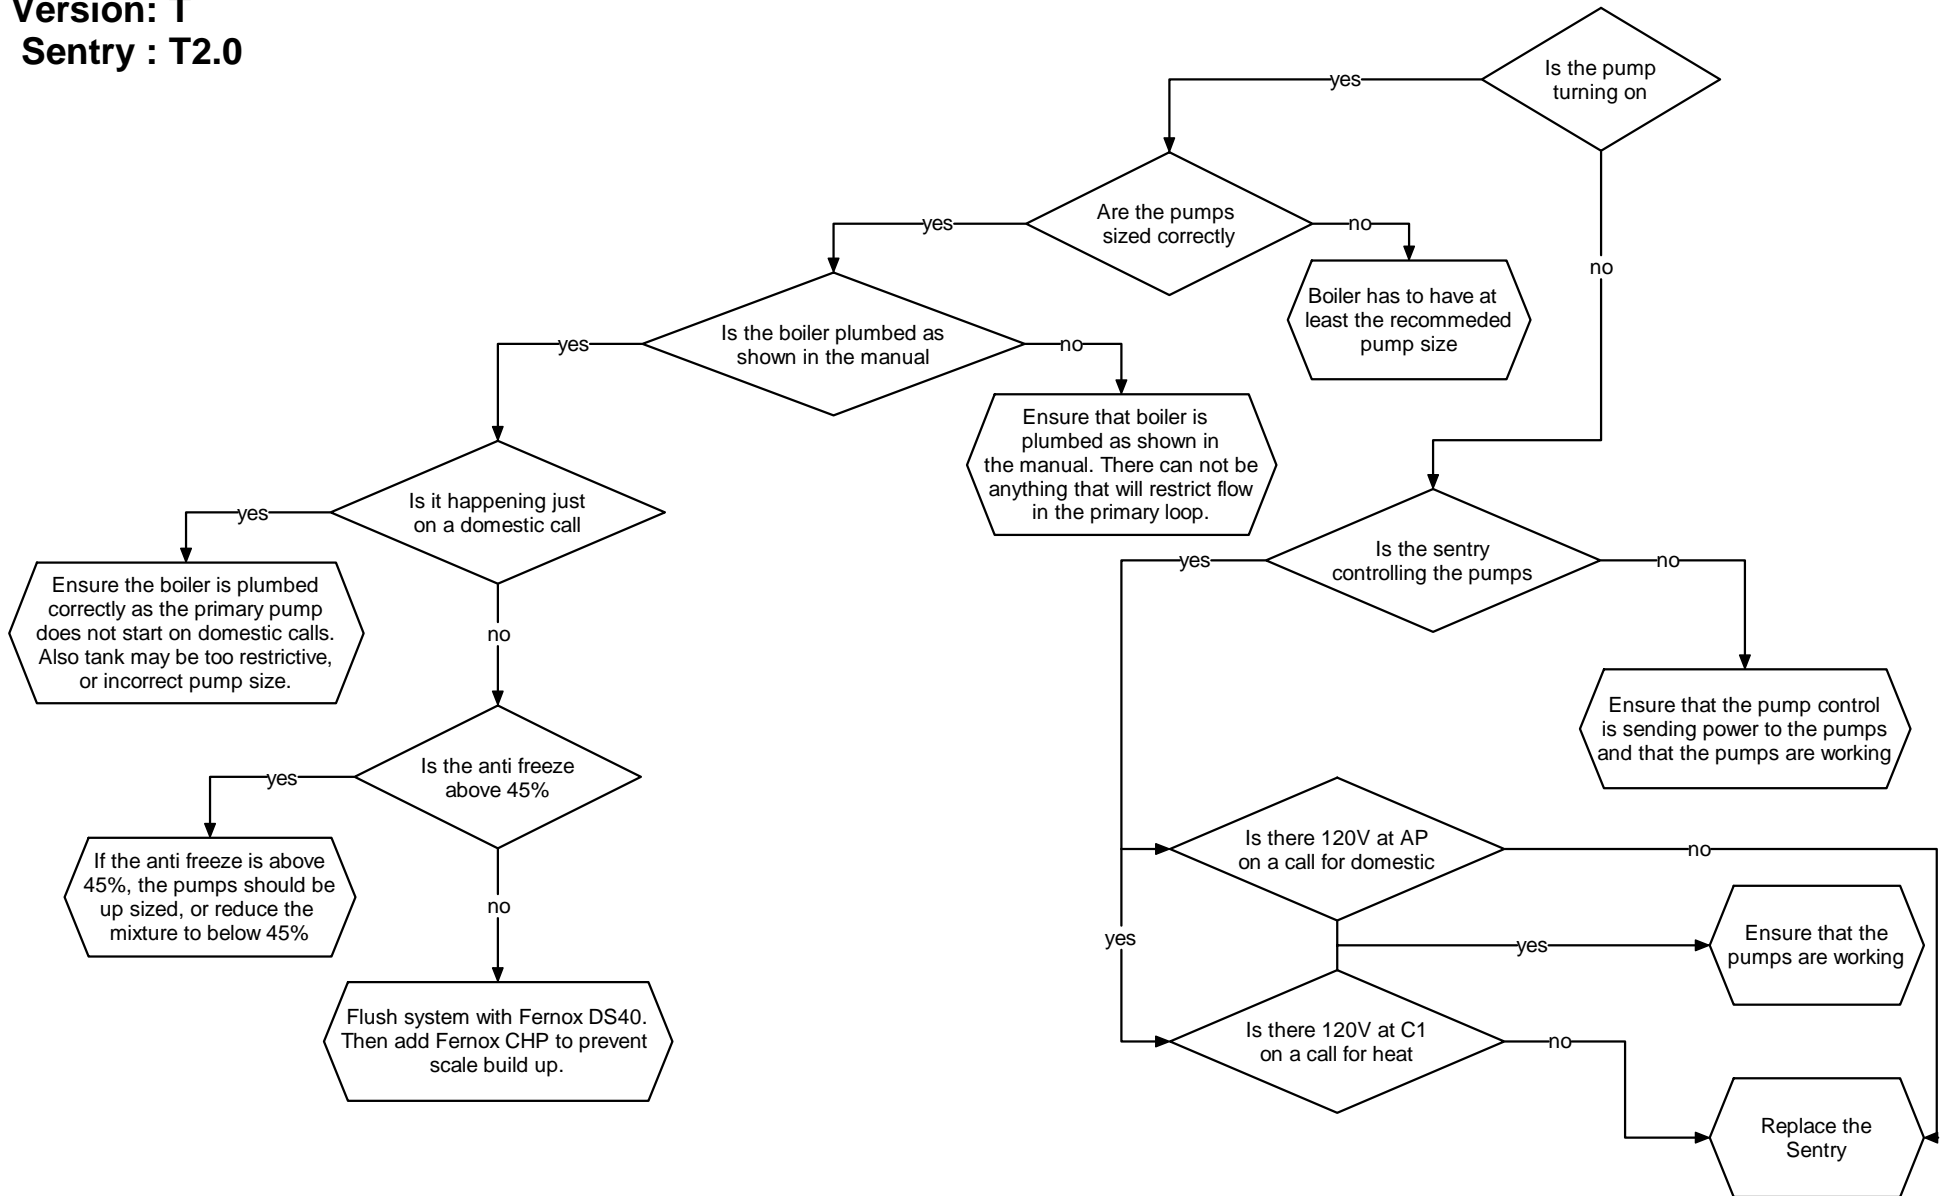 Version: T
Sentry : T2.0
Is the pump
turning on
yes
no
Are the pumps
sized correctly
yes
no
Boiler has to have at
least the recommeded
pump size
Is the boiler plumbed as
shown in the manual
yes
no
Ensure that boiler is
plumbed as shown in
the manual. There can not be
anything that will restrict flow
in the primary loop.
Is it happening just
on a domestic call
yes
no
Ensure the boiler is plumbed
correctly as the primary pump
does not start on domestic calls.
Also tank may be too restrictive,
or incorrect pump size.
Is the anti freeze
above 45%
yes
no
If the anti freeze is above
45%, the pumps should be
up sized, or reduce the
mixture to below 45%
Flush system with Fernox DS40.
Then add Fernox CHP to prevent
scale build up.
Is the sentry
controlling the pumps
yes
no
Ensure that the pump control
is sending power to the pumps
and that the pumps are working
Is there 120V at AP
on a call for domestic
no
yes
yes
Ensure that the
pumps are working
Is there 120V at C1
on a call for heat
no
Replace the
Sentry